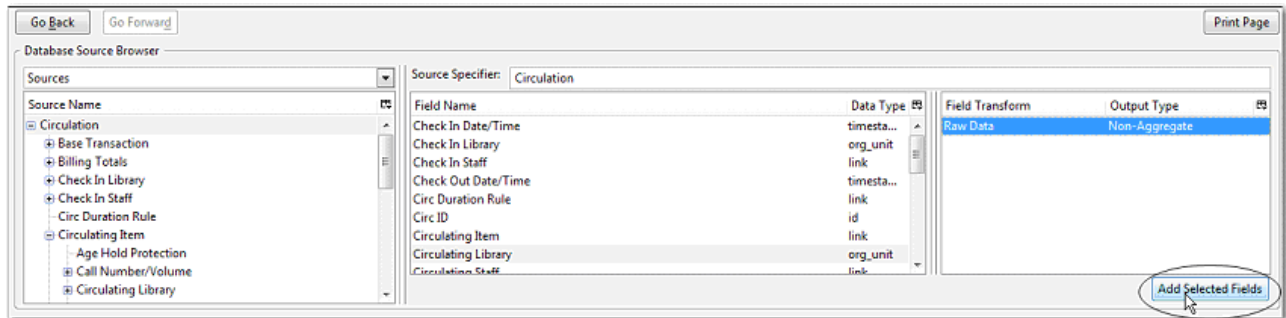 Go Back
Go Forward
Print Page
Database Source Browser
Sources
Source Specifier: Circulation
Source Name
Circulation
Base Transaction
Billing Totals
Check In Library
Check In Staff
Circ Duration Rule
Circulating Item
Age Hold Protection
Call Number/Volume
Circulating Library
Field Name Data Type
Check In Date/Time timesta...
Check In Library org_unit
Check In Staff link
Check Out Date/Time timesta...
Circ Duration Rule link
Circ ID id
Circulating Item link
Circulating Library org_unit
Circulating Staff link
Field Transform Output Type
Raw Data Non-Aggregate
Add Selected Fields